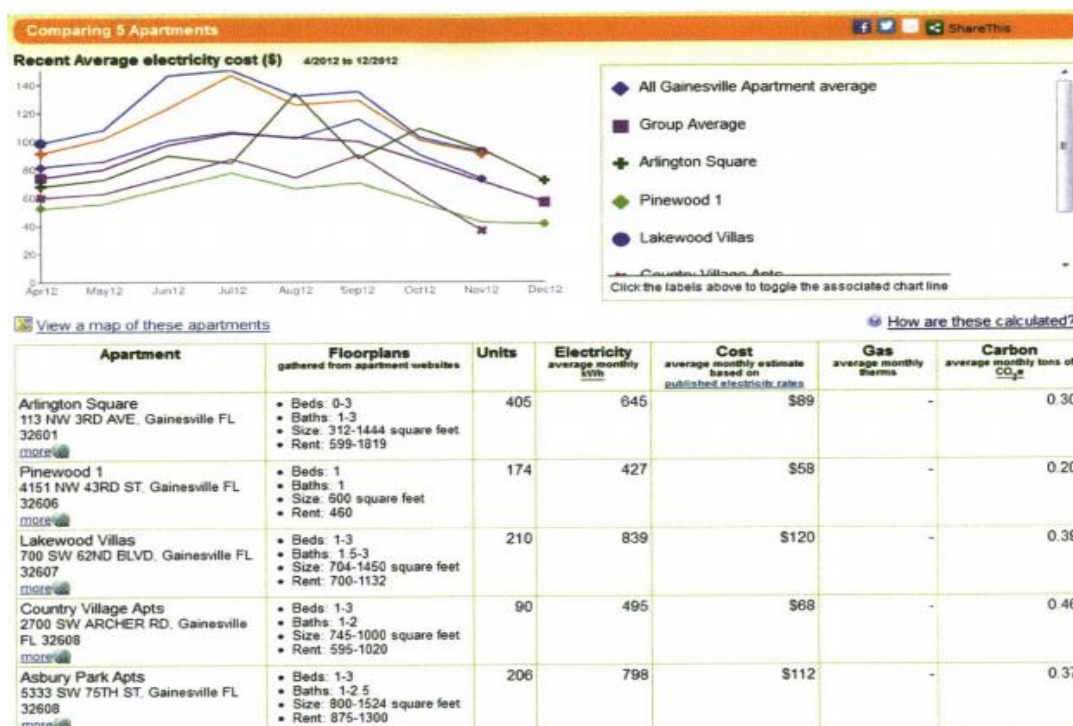 Comparing 5 Apartments
ShareThis
Recent Average electricity cost ($) 4/2012 to 12/2012
140
120
100
80
60
40
20
0
Apr12 May12 Jun12 Jul12 Aug12 Sep12 Oct12 Nov12 Dec12
All Gainesville Apartment average
Group Average
Arlington Square
Pinewood 1
Lakewood Villas
Country Village Apts
Click the labels above to toggle the associated chart line
View a map of these apartments
How are these calculated?
Apartment
Floorplans
gathered from apartment websites
Units
Electricity
average monthly
kWh
Cost
average monthly estimate
based on
published electricity rates
Gas
average monthly
therms
Carbon
average monthly tons of
CO₂e
Arlington Square
113 NW 3RD AVE, Gainesville FL
32601
more
• Beds: 0-3
• Baths: 1-3
• Size: 312-1444 square feet
• Rent: 599-1819
405
645
$89
-
0.30
Pinewood 1
4151 NW 43RD ST, Gainesville FL
32606
more
• Beds: 1
• Baths: 1
• Size: 600 square feet
• Rent: 460
174
427
$58
-
0.20
Lakewood Villas
700 SW 62ND BLVD, Gainesville FL
32607
more
• Beds: 1-3
• Baths: 1.5-3
• Size: 704-1450 square feet
• Rent: 700-1132
210
839
$120
-
0.39
Country Village Apts
2700 SW ARCHER RD, Gainesville
FL 32608
more
• Beds: 1-3
• Baths: 1-2
• Size: 745-1000 square feet
• Rent: 595-1020
90
495
$68
-
0.46
Asbury Park Apts
5333 SW 75TH ST, Gainesville FL
32608
more
• Beds: 1-3
• Baths: 1-2.5
• Size: 800-1524 square feet
• Rent: 875-1300
206
798
$112
-
0.37